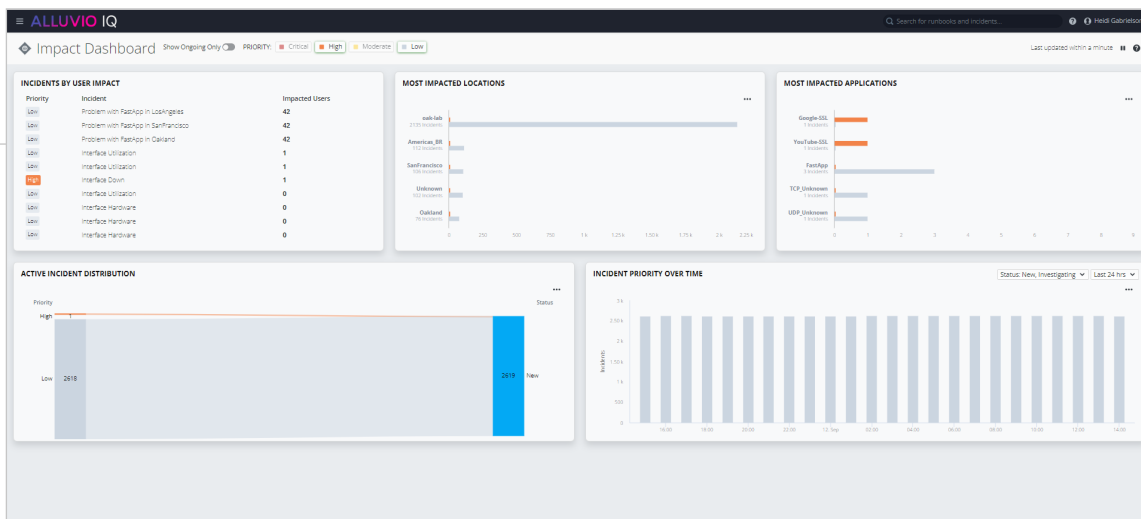 ALLUVIO IQ
Search for runbooks and incidents...
Heidi Gabrielson
Impact Dashboard
Show Ongoing Only
PRIORITY:
Critical
High
Moderate
Low
Last updated within a minute
INCIDENTS BY USER IMPACT
Priority Incident Impacted Users
Low Problem with FastApp in LosAngeles 42
Low Problem with FastApp in SanFrancisco 42
Low Problem with FastApp in Oakland 42
Low Interface Utilization 1
Low Interface Utilization 1
High Interface Down 1
Low Interface Utilization 0
Low Interface Hardware 0
Low Interface Hardware 0
Low Interface Hardware 0
MOST IMPACTED LOCATIONS
oak-lab
Incidents
Americas_BR
112 Incidents
SanFrancisco
Incidents
Unknown
Incidents
Oakland
Incidents
0 250 500 750 1 k 1.25 k 1.50 k 1.75 k 2 k 2.25 k
MOST IMPACTED APPLICATIONS
Google-SSL
1 Incidents
YouTube-SSL
1 Incidents
FastApp
3 Incidents
TCP_Unknown
1 Incidents
UDP_Unknown
1 Incidents
0 1 2 3 4 5 6 7 8 9
ACTIVE INCIDENT DISTRIBUTION
Priority Status
High 1
Low 2618 2619 New
INCIDENT PRIORITY OVER TIME
Status: New, Investigating
Last 24 hrs
Incidents
3 k
2.50 k
2 k
1.50 k
1 k
500
0
16:00 18:00 20:00 22:00 12. Sep 02:00 04:00 06:00 08:00 10:00 12:00 14:00